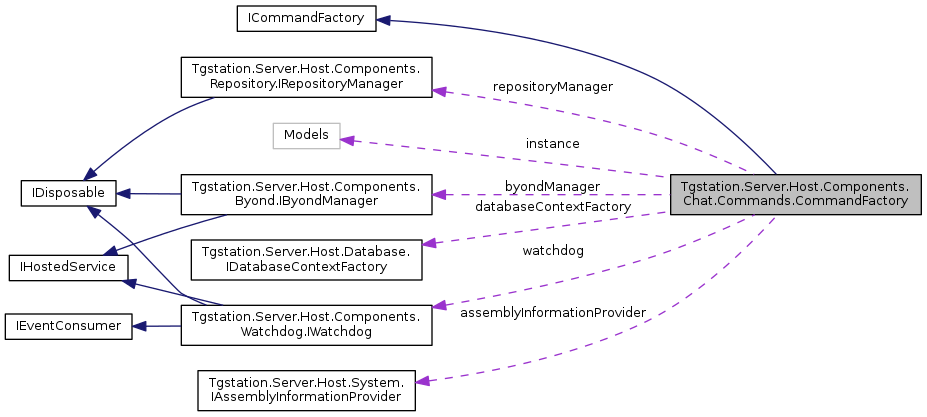 ICommandFactory
Tgstation.Server.Host.Components.
Repository.IRepositoryManager
repositoryManager
Models
instance
IDisposable
Tgstation.Server.Host.Components.
Byond.IByondManager
byondManager
Tgstation.Server.Host.Components.
Chat.Commands.CommandFactory
databaseContextFactory
IHostedService
Tgstation.Server.Host.Database.
IDatabaseContextFactory
watchdog
IEventConsumer
Tgstation.Server.Host.Components.
Watchdog.IWatchdog
assemblyInformationProvider
Tgstation.Server.Host.System.
IAssemblyInformationProvider